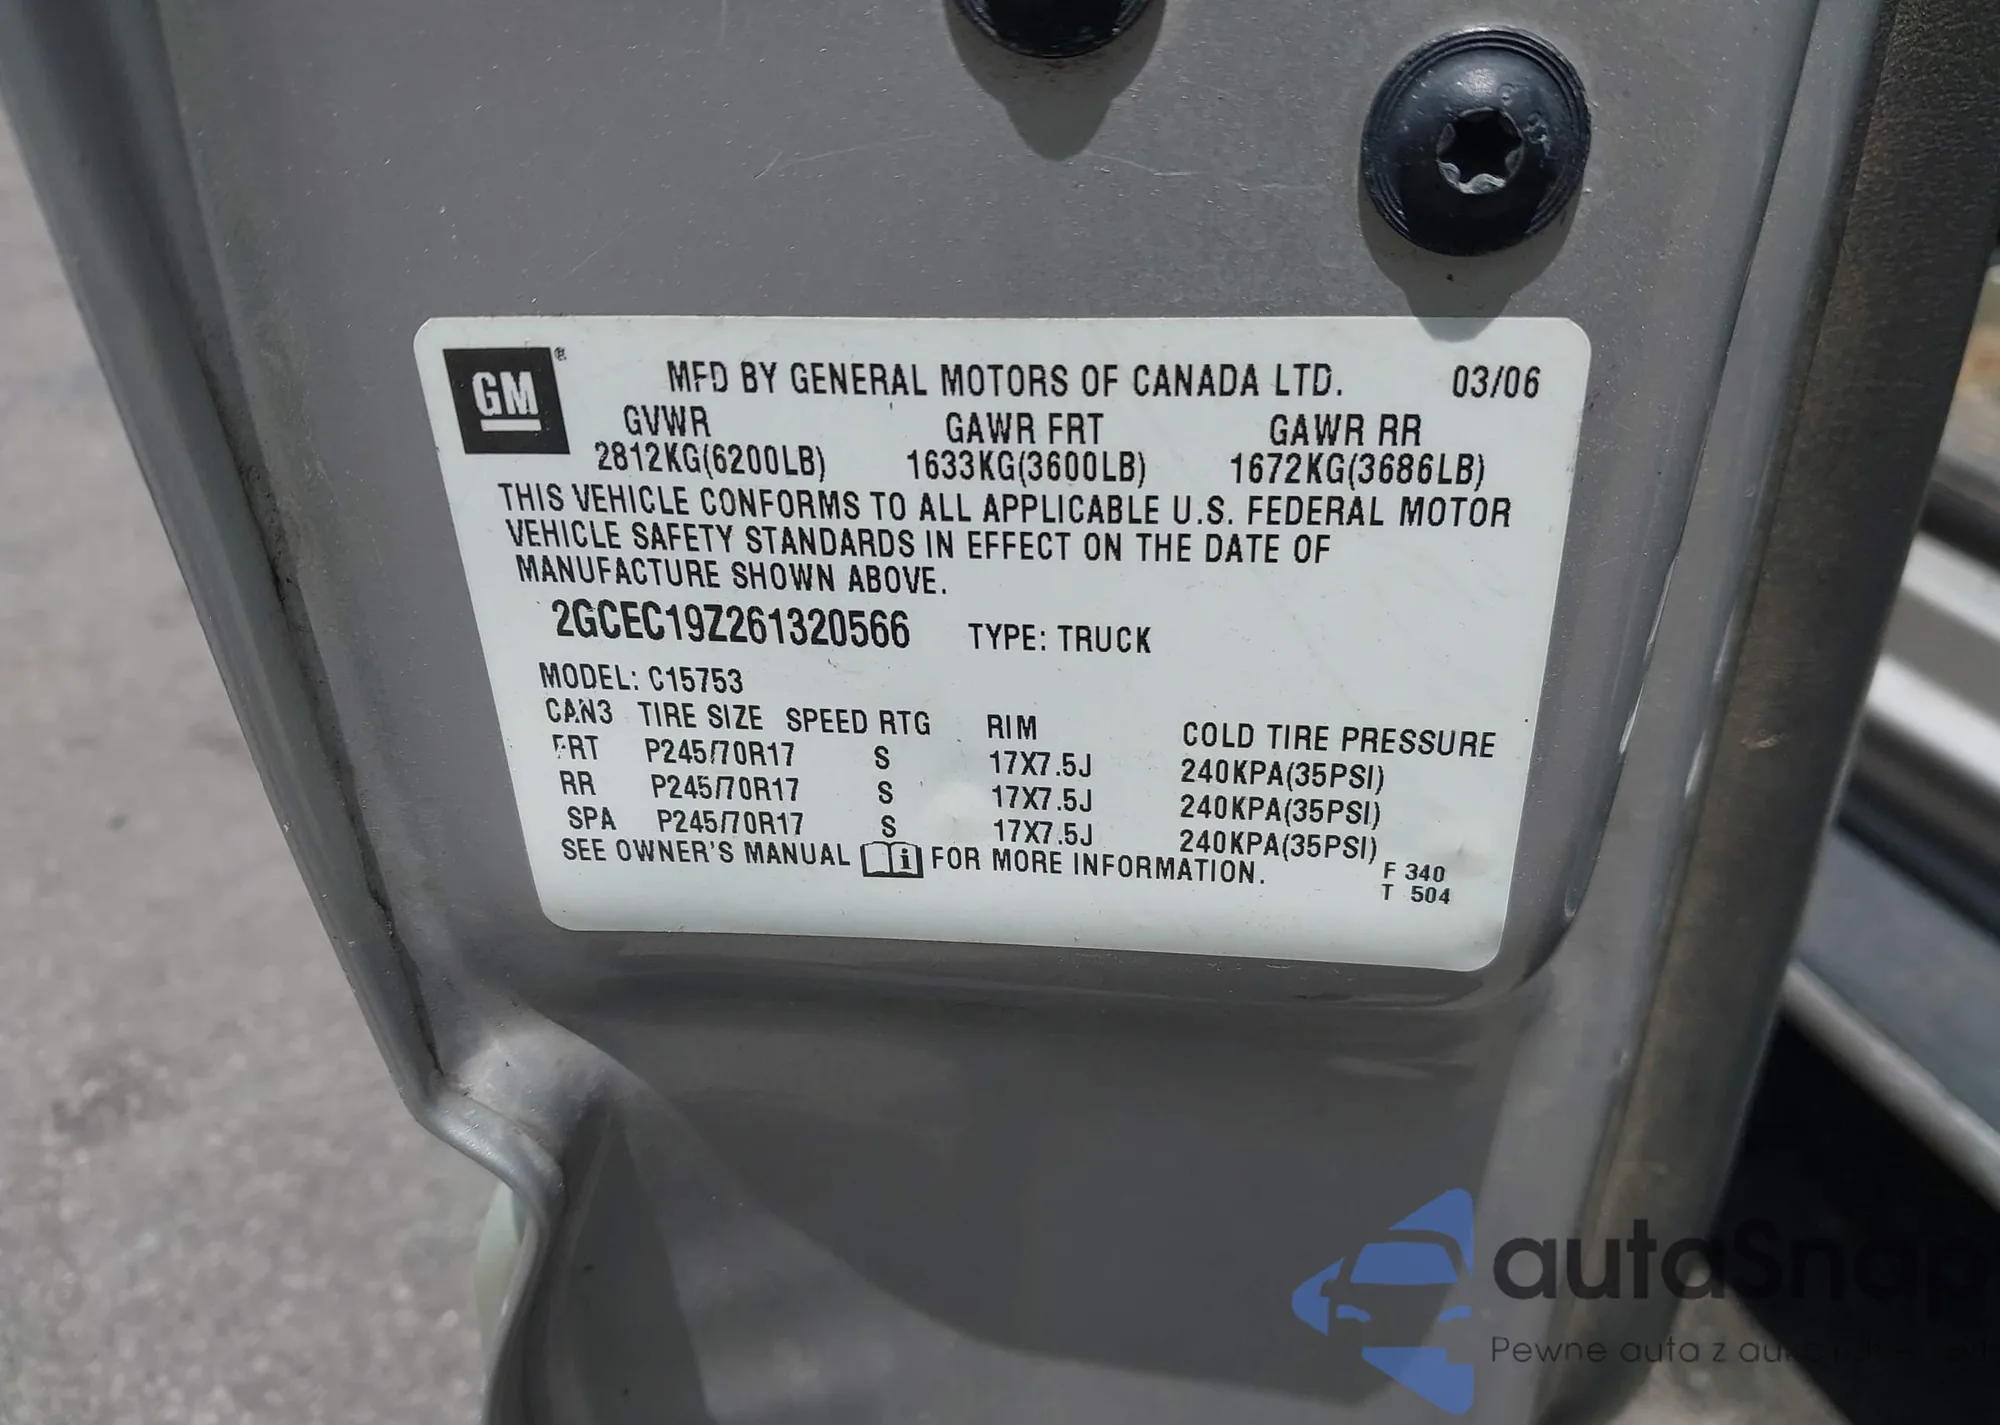 GM ®
MFD BY GENERAL MOTORS OF CANADA LTD. 03/06
GVWR GAWR FRT GAWR RR
2812KG(6200LB) 1633KG(3600LB) 1672KG(3686LB)
THIS VEHICLE CONFORMS TO ALL APPLICABLE U.S. FEDERAL MOTOR
VEHICLE SAFETY STANDARDS IN EFFECT ON THE DATE OF
MANUFACTURE SHOWN ABOVE.
2GCEC19Z261320566 TYPE: TRUCK
MODEL: C15753
CAN3 TIRE SIZE SPEED RTG RIM COLD TIRE PRESSURE
FRT P245/70R17 S 17X7.5J 240KPA(35PSI)
RR P245/70R17 S 17X7.5J 240KPA(35PSI)
SPA P245/70R17 S 17X7.5J 240KPA(35PSI)
SEE OWNER'S MANUAL i FOR MORE INFORMATION.
F 340
T 504
autaSnap
Pewne auta z